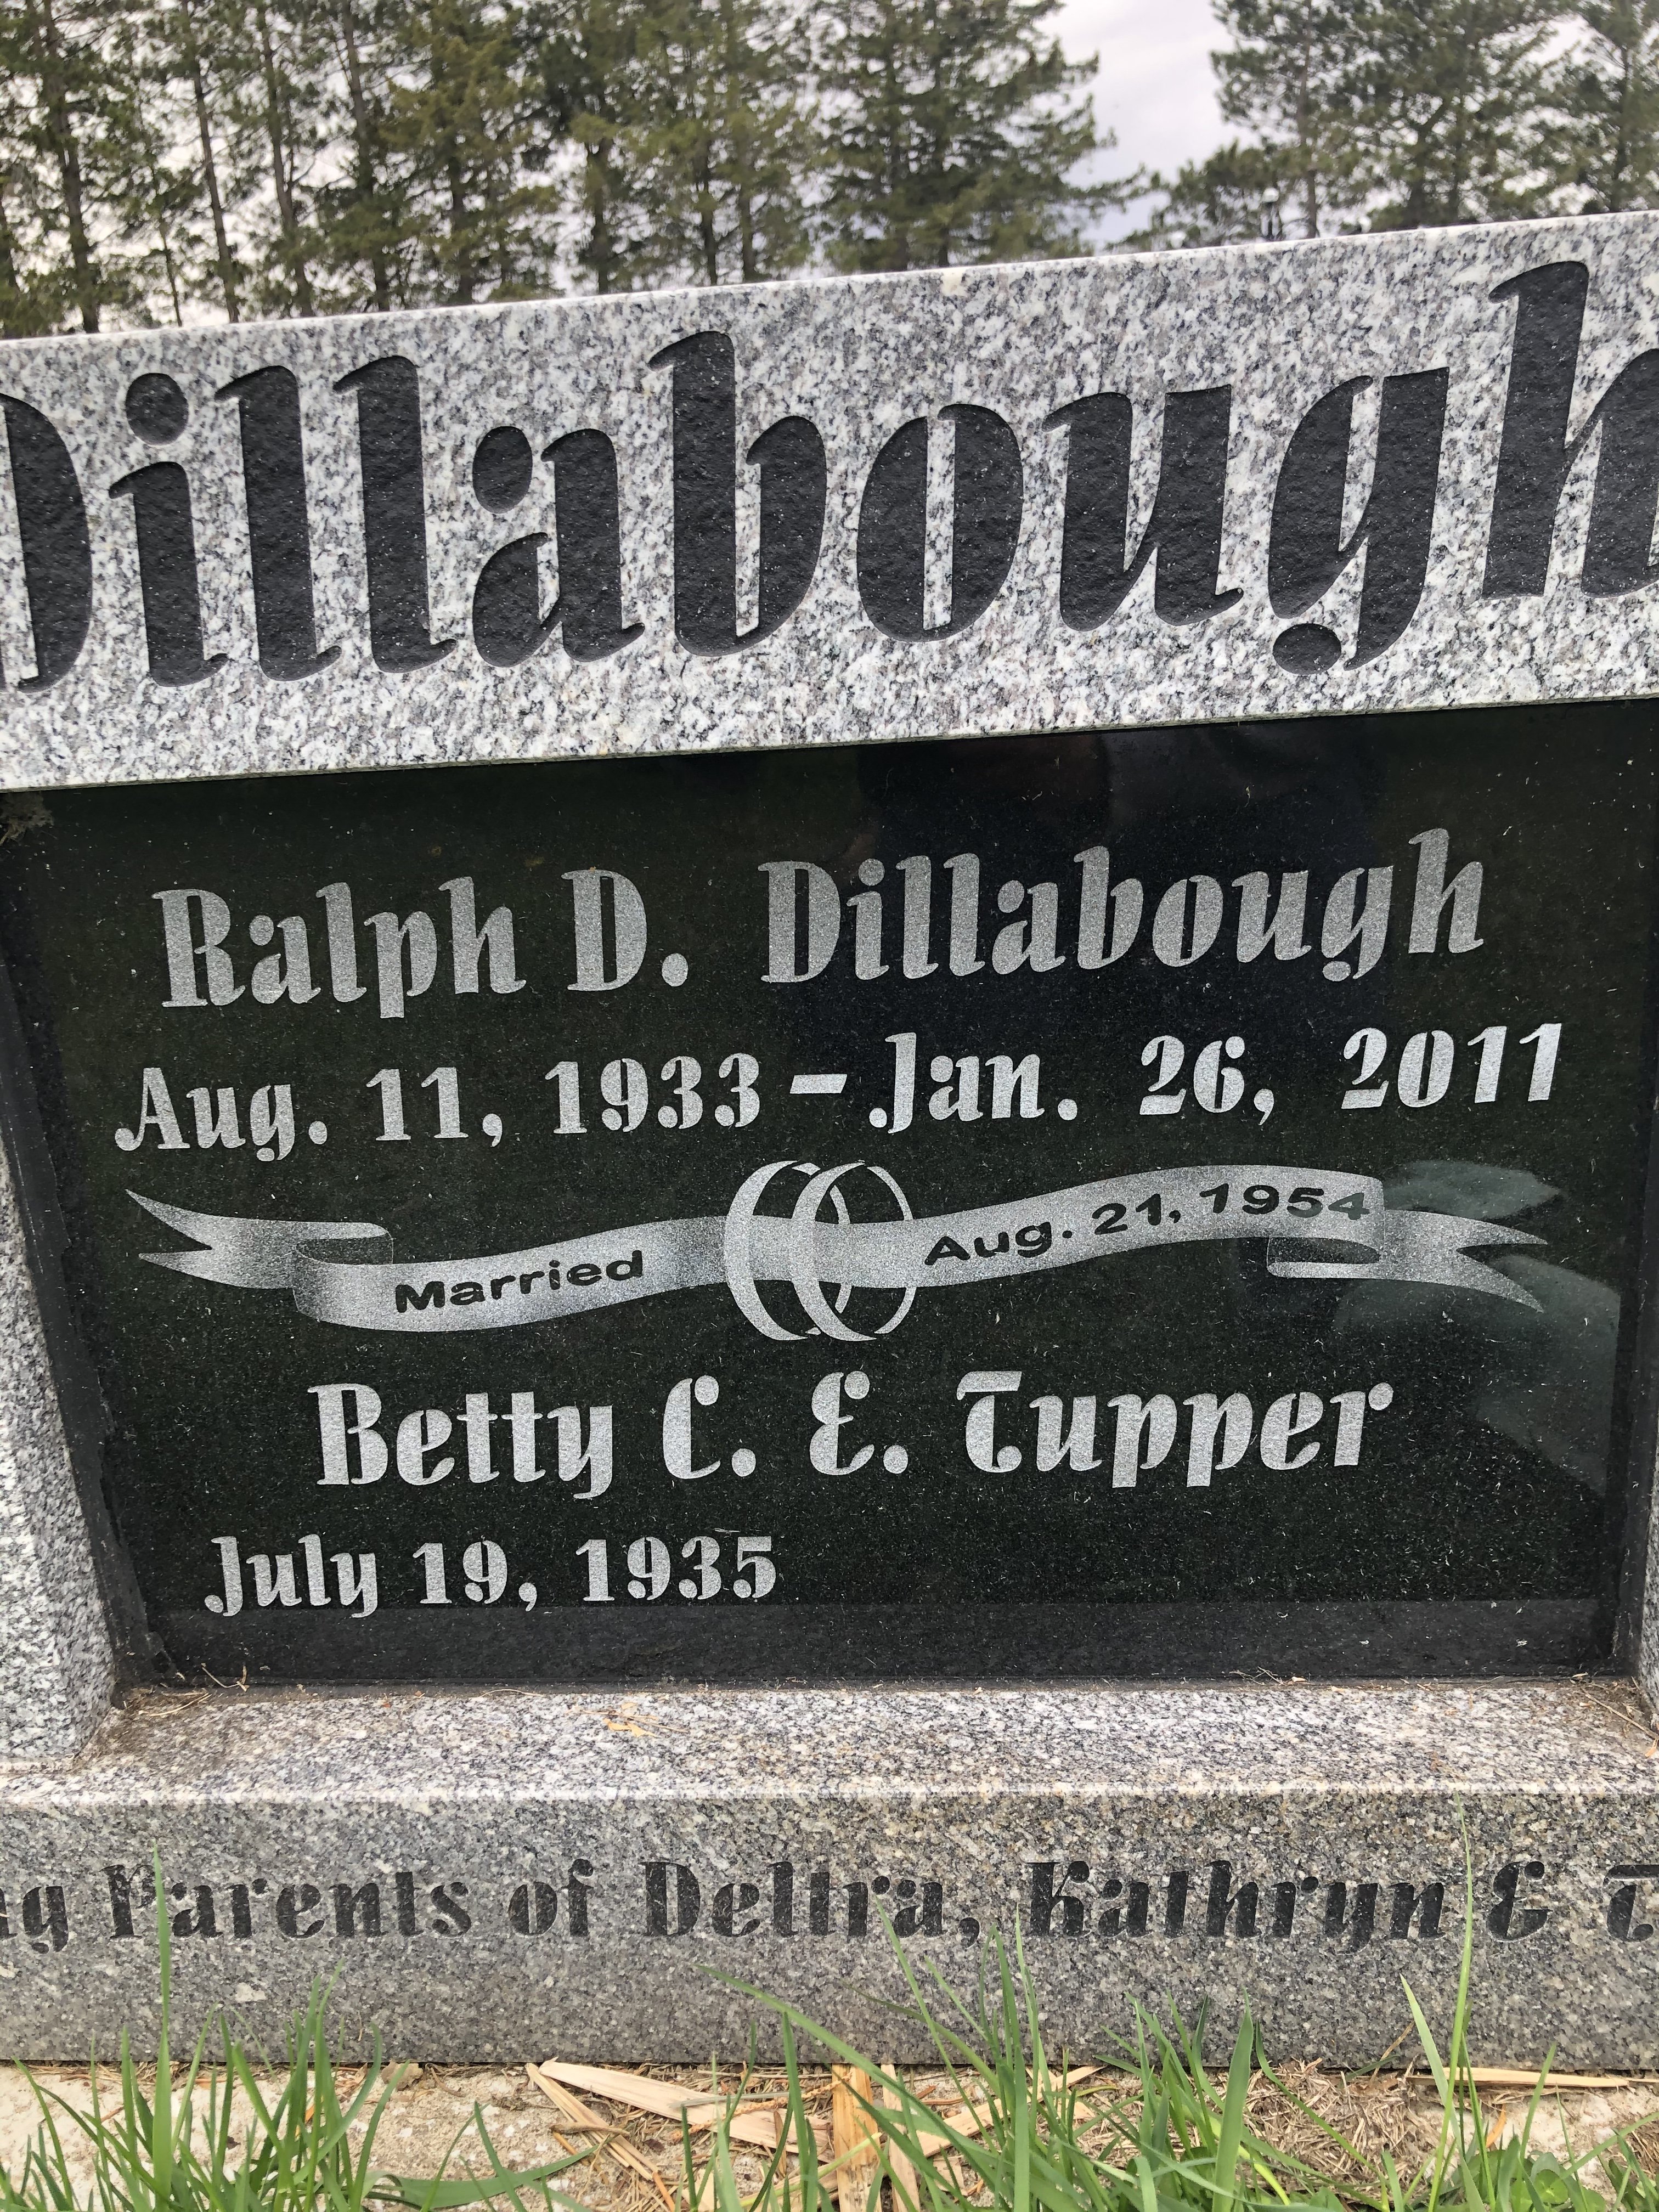 Dillabough
Ralph D. Dillabough
Aug. 11, 1933 – Jan. 26, 2011
Married Aug. 21, 1954
Betty C. E. Tupper
July 19, 1935
Parents of Debra, Kathryn &